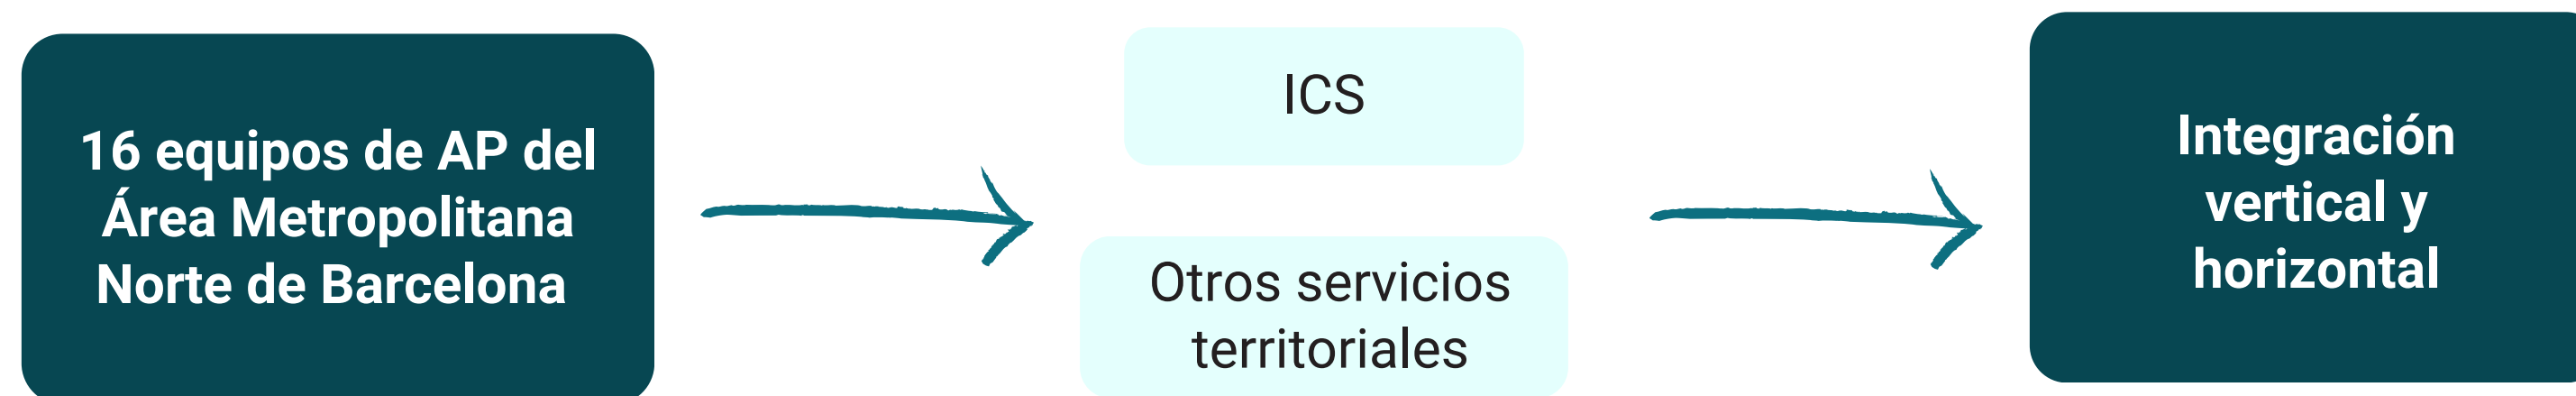 16 equipos de AP del
Área Metropolitana
Norte de Barcelona
ICS
Otros servicios
territoriales
Integración
vertical y
horizontal